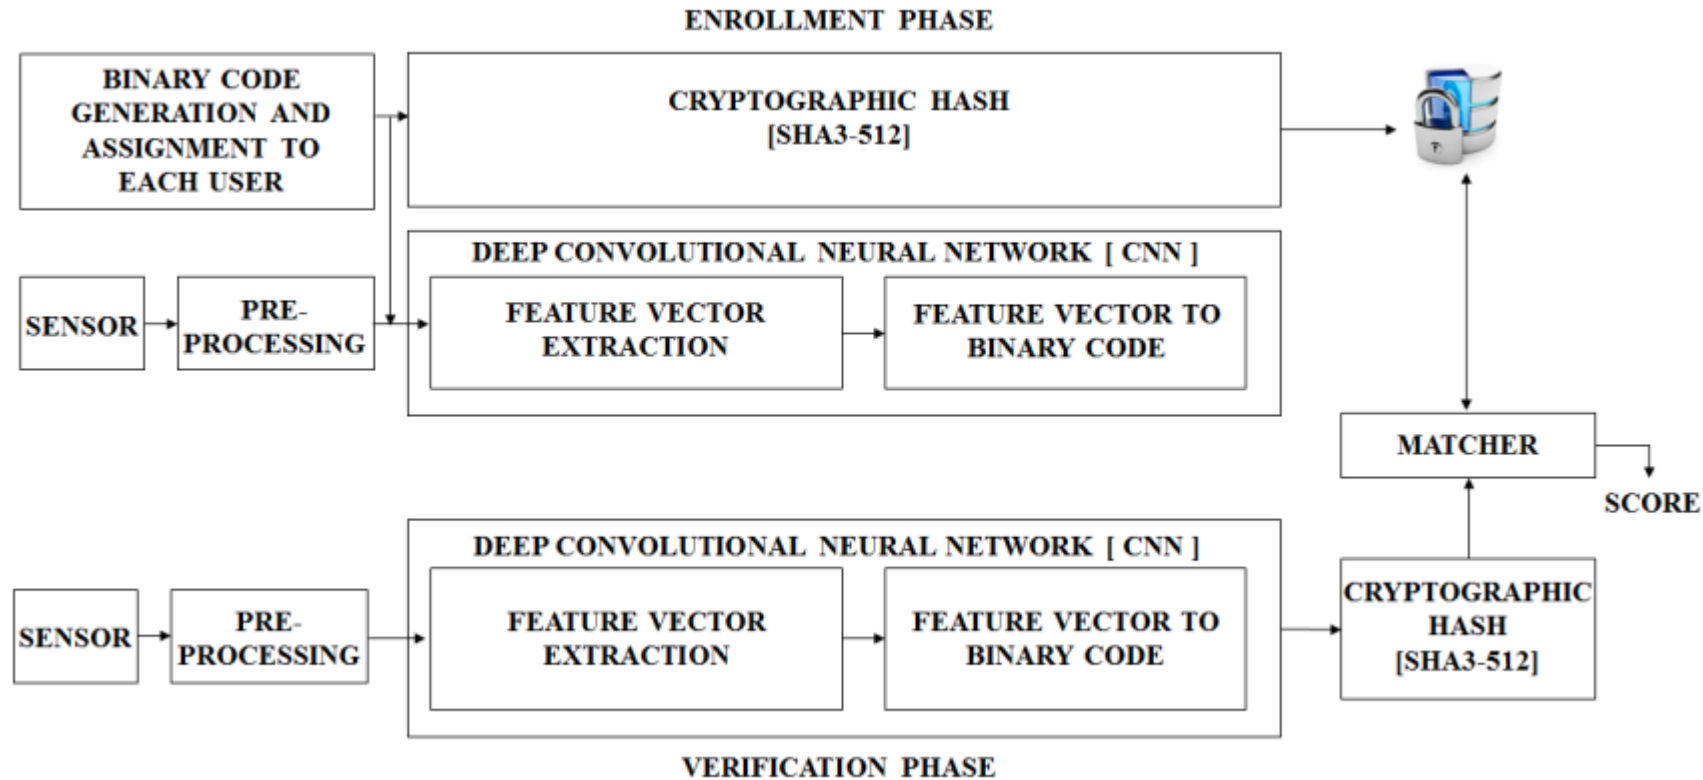 ENROLLMENT PHASE
BINARY CODE
GENERATION AND
ASSIGNMENT TO
EACH USER
CRYPTOGRAPHIC HASH
[SHA3-512]
DEEP CONVOLUTIONAL NEURAL NETWORK [ CNN ]
SENSOR
PRE-
PROCESSING
FEATURE VECTOR
EXTRACTION
FEATURE VECTOR TO
BINARY CODE
MATCHER
SCORE
DEEP CONVOLUTIONAL NEURAL NETWORK [ CNN ]
SENSOR
PRE-
PROCESSING
FEATURE VECTOR
EXTRACTION
FEATURE VECTOR TO
BINARY CODE
CRYPTOGRAPHIC
HASH
[SHA3-512]
VERIFICATION PHASE